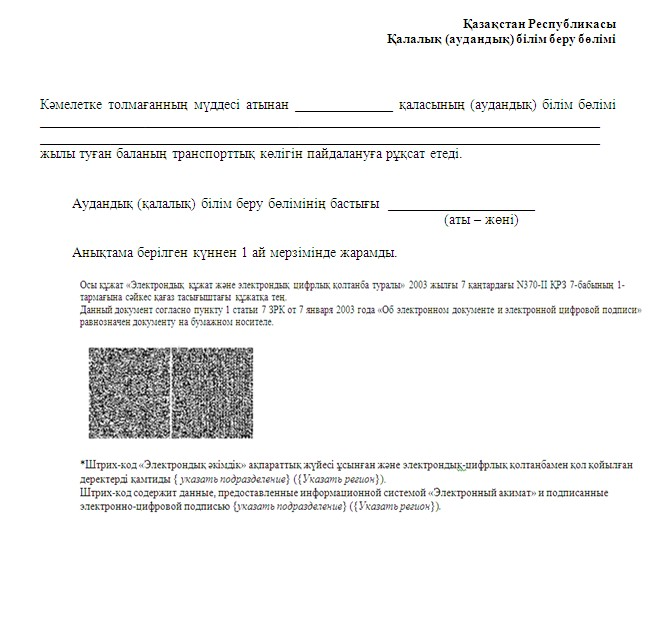 Қазақстан Республикасы
Қалалық (аудандық) білім беру бөлімі
Кәмелетке толмағанның мүддесі атынан ______________ қаласының (аудандық) білім бөлімі
________________________________________________________________________________
________________________________________________________________________________
жылы туған баланың транспорттық көлігін пайдалануға рұқсат етеді.
Аудандық (қалалық) білім беру бөлімінің бастығы _____________________
(аты – жөні)
Анықтама берілген күннен 1 ай мерзімінде жарамды.
Осы құжат «Электрондық құжат және электрондық цифрлық қолтанба туралы» 2003 жылғы 7 қаңтардағы N370-II ҚРЗ 7-бабының 1-
тармағына сәйкес қағаз тасығыштағы құжатқа тең.
Данный документ согласно пункту 1 статьи 7 ЗРК от 7 января 2003 года «Об электронном документе и электронной цифровой подписи»
равнозначен документу на бумажном носителе.
*Штрих-код «Электрондық әкімдік» ақпараттық жүйесі ұсынған және электрондық-цифрлық қолтанбамен қол қойылған
деректерді қамтиды { указать подразделение} ({Указать регион}).
Штрих-код содержит данные, предоставленные информационной системой «Электронный акимат» и подписанные
электронно-цифровой подписью {указать подразделение} ({Указать регион}).